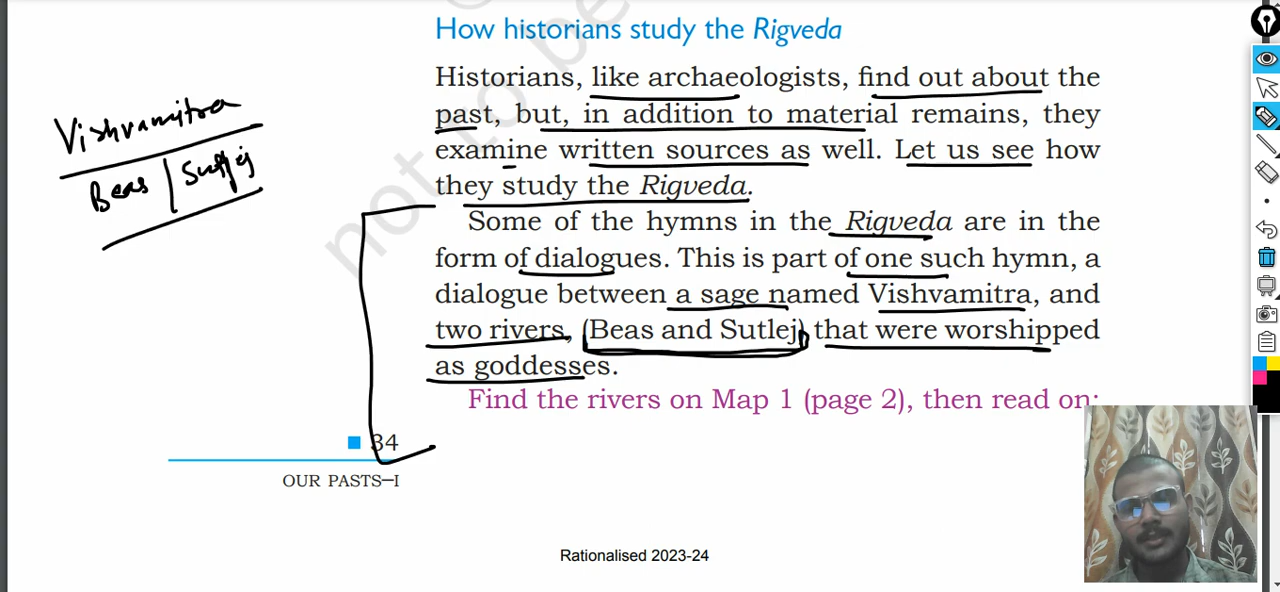 How historians study the Rigveda
Historians, like archaeologists, find out about the
past, but, in addition to material remains, they
examine written sources as well. Let us see how
they study the Rigveda.
Some of the hymns in the Rigveda are in the
form of dialogues. This is part of one such hymn, a
dialogue between a sage named Vishvamitra, and
two rivers, (Beas and Sutlej) that were worshipped
as goddesses.
Find the rivers on Map 1 (page 2), then read on:
Vishvamitra
Beas | Sutlej
34
OUR PASTS–I
not to be
Rationalised 2023-24